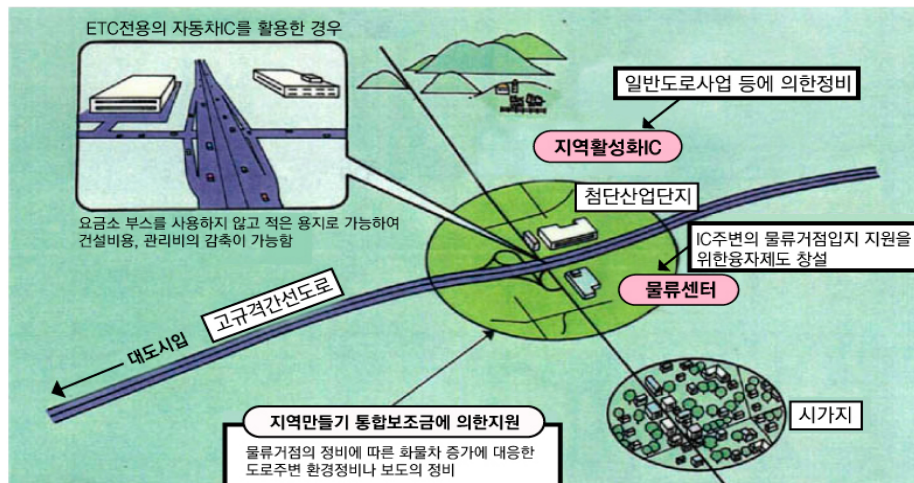 ETC전용의 자동차IC를 활용한 경우
요금소 부스를 사용하지 않고 적은 용지로 가능하여
건설비용, 관리비의 감축이 가능함
일반도로사업 등에 의한정비
지역활성화IC
첨단산업단지
IC주변의 물류거점입지 지원을
위한융자제도 창설
물류센터
고규격간선도로
대도시입
지역만들기 통합보조금에 의한지원
물류거점의 정비에 따른 화물차 증가에 대응한
도로주변 환경정비나 보도의 정비
시가지